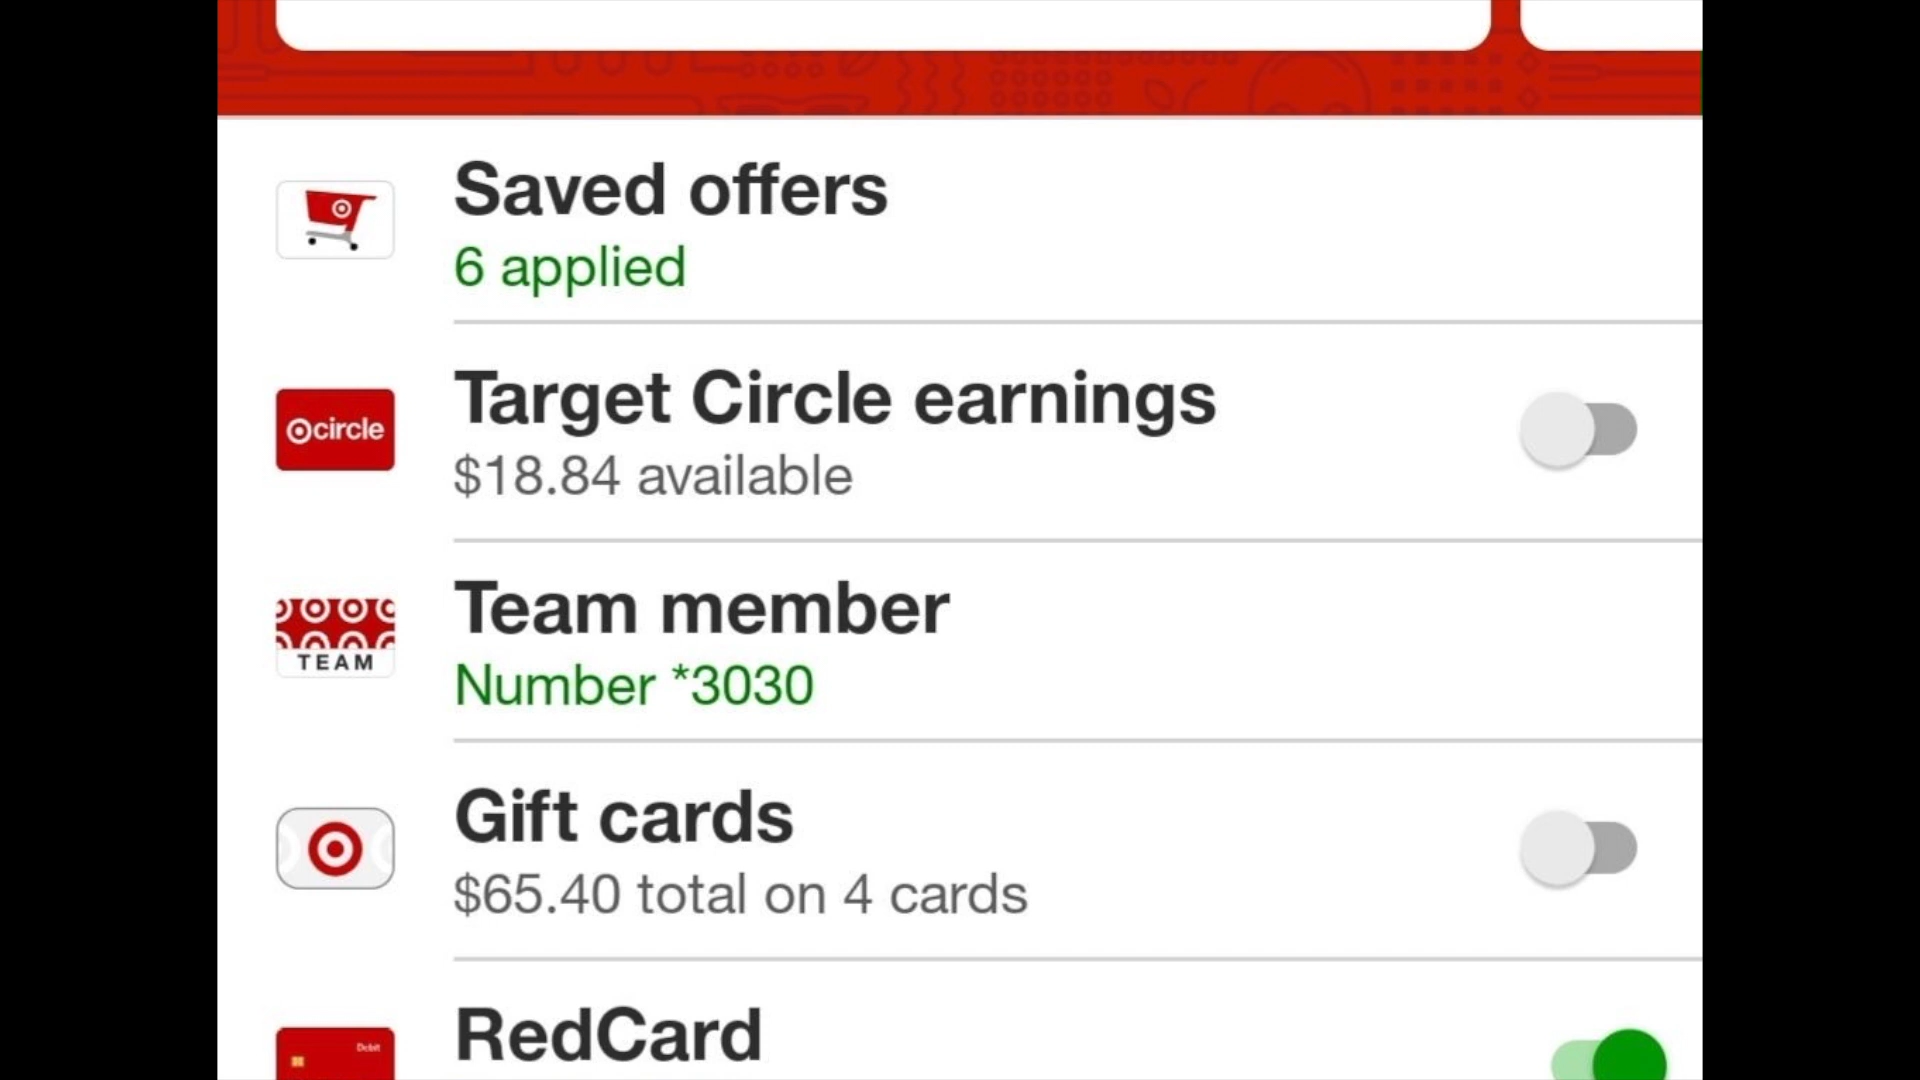 Saved offers
6 applied
circle
Target Circle earnings
$18.84 available
TEAM
Team member
Number *3030
Gift cards
$65.40 total on 4 cards
Debit
RedCard